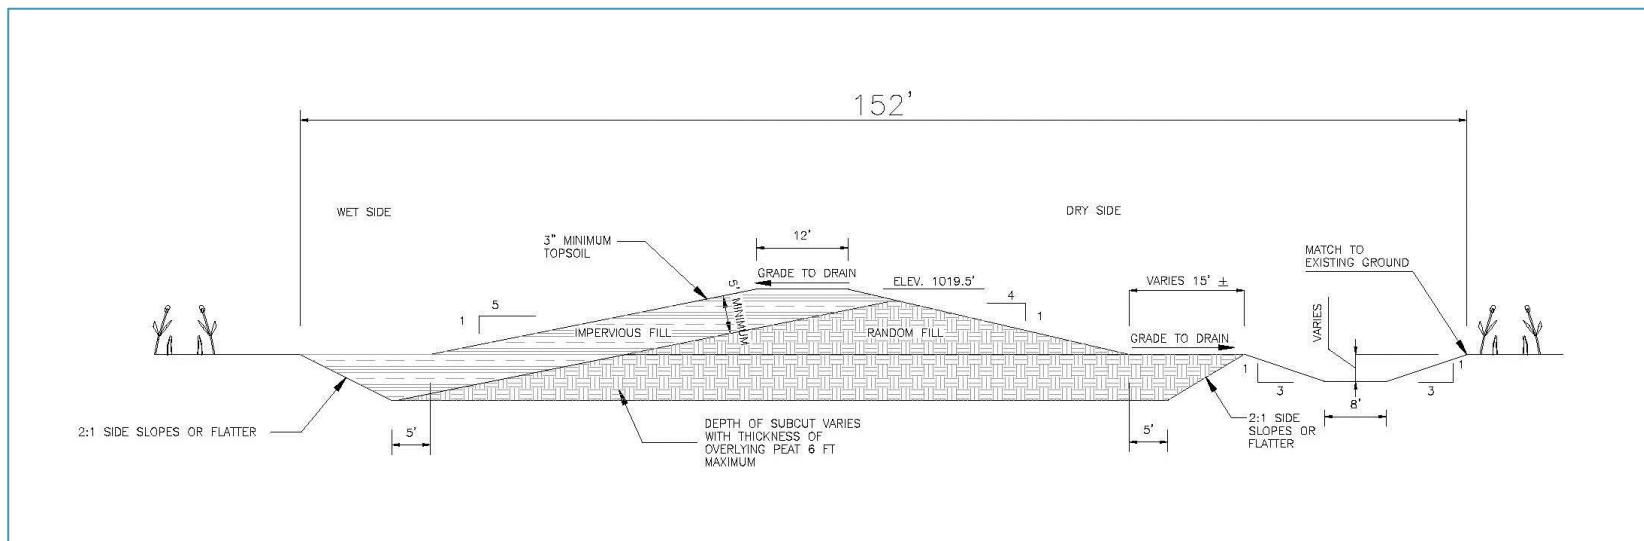 152'
WET SIDE
DRY SIDE
3" MINIMUM
TOPSOIL
12'
GRADE TO DRAIN
ELEV. 1019.5'
MATCH TO
EXISTING GROUND
VARIES 15' ±
5
1
5' MINIMUM
4
1
IMPERVIOUS FILL
RANDOM FILL
GRADE TO DRAIN
VARIES
1
3
1
3
8'
2:1 SIDE SLOPES OR FLATTER
5'
DEPTH OF SUBCUT VARIES
WITH THICKNESS OF
OVERLYING PEAT 6 FT
MAXIMUM
5'
2:1 SIDE
SLOPES OR
FLATTER